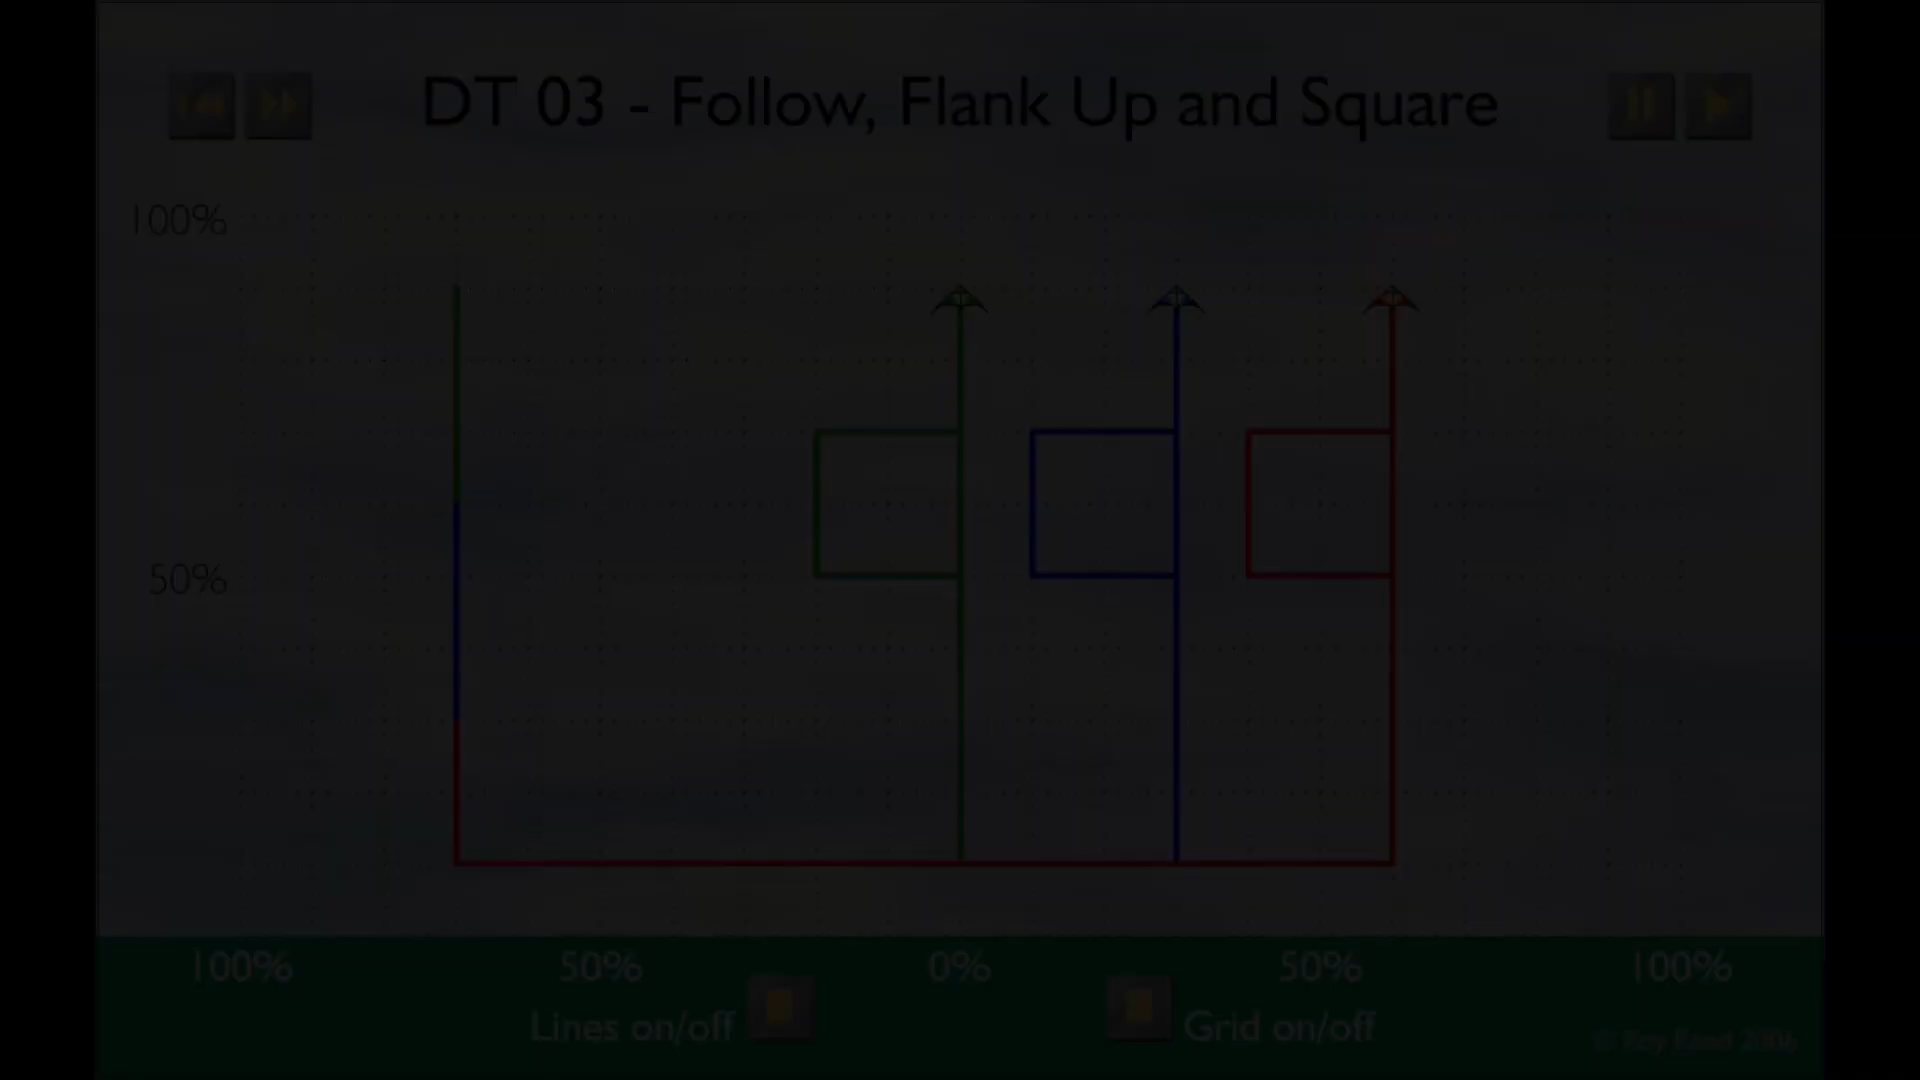 DT 03 - Follow, Flank Up and Square
100%
50%
100% 50% 0% 50% 100%
Lines on/off Grid on/off
2006